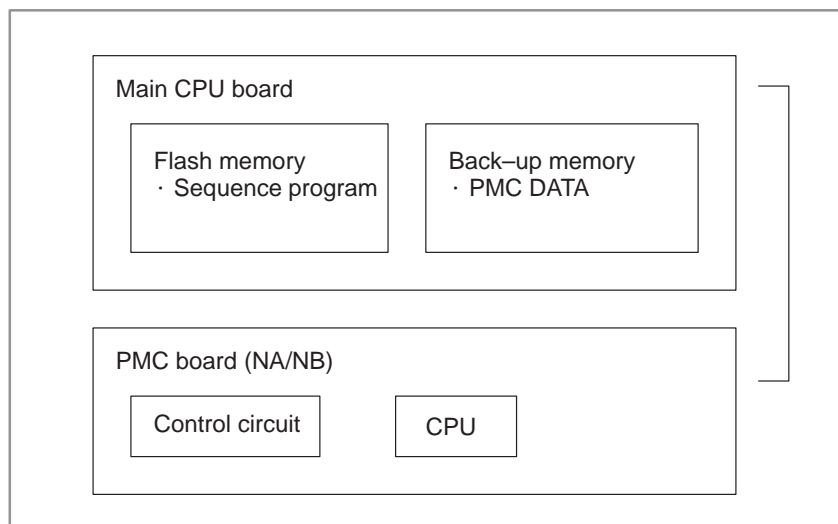 Main CPU board
Flash memory
· Sequence program
Back–up memory
· PMC DATA
PMC board (NA/NB)
Control circuit
CPU